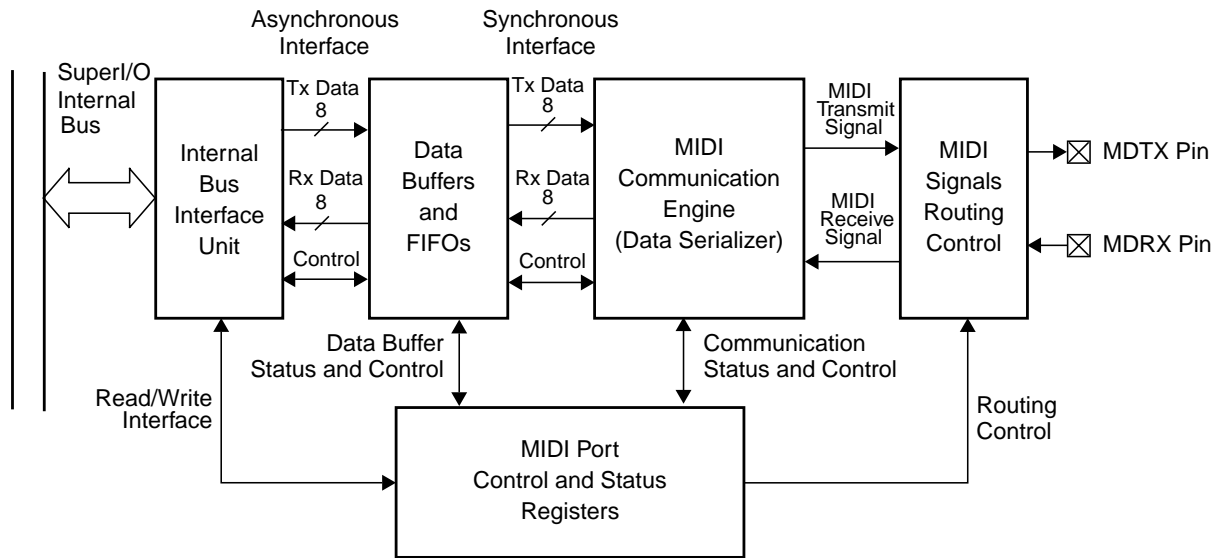 Asynchronous
Interface
Synchronous
Interface
SuperI/O
Internal
Bus
Tx Data
8
Tx Data
8
MIDI
Transmit
Signal
Internal
Bus
Interface
Unit
Data
Buffers
and
FIFOs
MIDI
Communication
Engine
(Data Serializer)
MIDI
Signals
Routing
Control
MDTX Pin
Rx Data
8
Rx Data
8
MIDI
Receive
Signal
MDRX Pin
Control
Control
Data Buffer
Status and Control
Communication
Status and Control
Read/Write
Interface
Routing
Control
MIDI Port
Control and Status
Registers